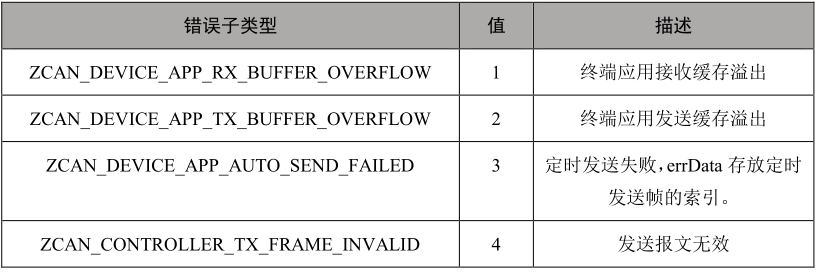 错误子类型 值 描述
ZCAN_DEVICE_APP_RX_BUFFER_OVERFLOW 1 终端应用接收缓存溢出
ZCAN_DEVICE_APP_TX_BUFFER_OVERFLOW 2 终端应用发送缓存溢出
ZCAN_DEVICE_APP_AUTO_SEND_FAILED 3 定时发送失败，errData 存放定时
发送帧的索引。
ZCAN_CONTROLLER_TX_FRAME_INVALID 4 发送报文无效